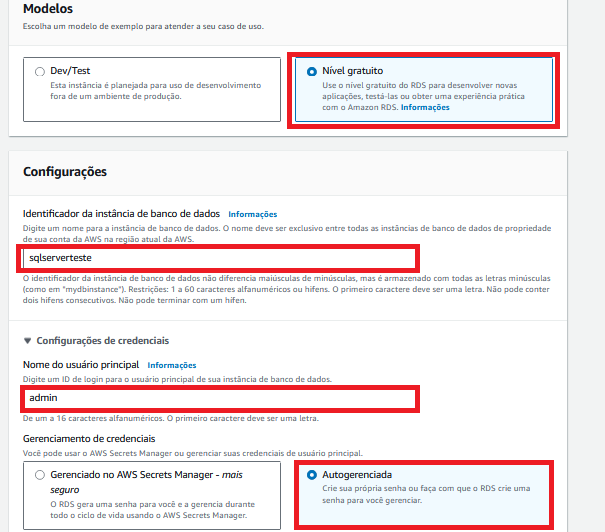 Modelos
Escolha um modelo de exemplo para atender a seu caso de uso.
Dev/Test
Esta instância é planejada para uso de desenvolvimento
fora de um ambiente de produção.
Nível gratuito
Use o nível gratuito do RDS para desenvolver novas
aplicações, testá-las ou obter uma experiência prática
com o Amazon RDS. Informações
Configurações
Identificador da instância de banco de dados Informações
Digite um nome para a instância de banco de dados. O nome deve ser exclusivo entre todas as instâncias de banco de dados de propriedade
de sua conta da AWS na região atual da AWS.
sqlserverteste
O identificador da instância de banco de dados não diferencia maiúsculas de minúsculas, mas é armazenado com todas as letras minúsculas
(como em "mydbinstance"). Restrições: 1 a 60 caracteres alfanuméricos ou hifens. O primeiro caractere deve ser uma letra. Não pode conter
dois hifens consecutivos. Não pode terminar com um hífen.
Configurações de credenciais
Nome do usuário principal Informações
Digite um ID de login para o usuário principal de sua instância de banco de dados.
admin
De um a 16 caracteres alfanuméricos. O primeiro caractere deve ser uma letra.
Gerenciamento de credenciais
Você pode usar o AWS Secrets Manager ou gerenciar suas credenciais de usuário principal.
Gerenciado no AWS Secrets Manager - mais
seguro
O RDS gera uma senha para você e a gerencia durante
todo o ciclo de vida usando o AWS Secrets Manager.
Autogerenciada
Crie sua própria senha ou faça com que o RDS crie uma
senha para você gerenciar.